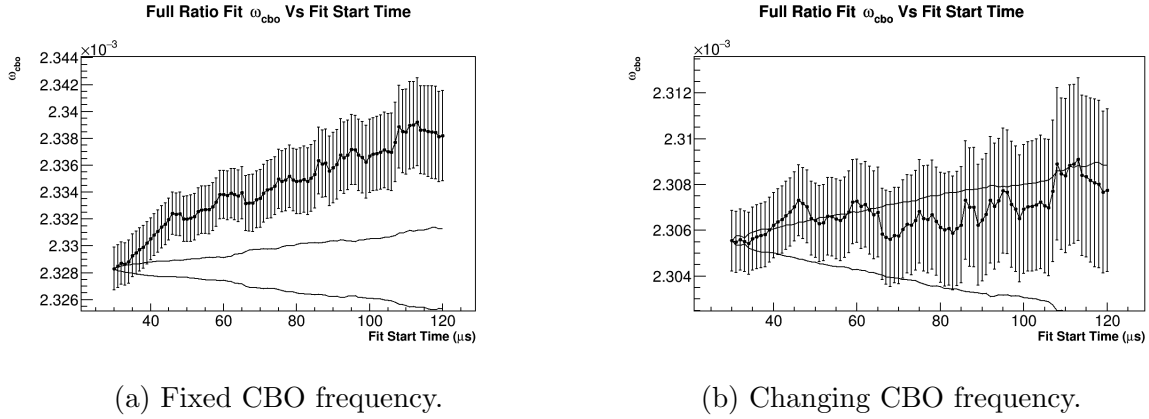 Full Ratio Fit ω_cbo Vs Fit Start Time
×10⁻³
ω_cbo
2.344
2.342
2.34
2.338
2.336
2.334
2.332
2.33
2.328
2.326
40 60 80 100 120
Fit Start Time (μs)
(a) Fixed CBO frequency.
Full Ratio Fit ω_cbo Vs Fit Start Time
×10⁻³
ω_cbo
2.312
2.31
2.308
2.306
2.304
40 60 80 100 120
Fit Start Time (μs)
(b) Changing CBO frequency.